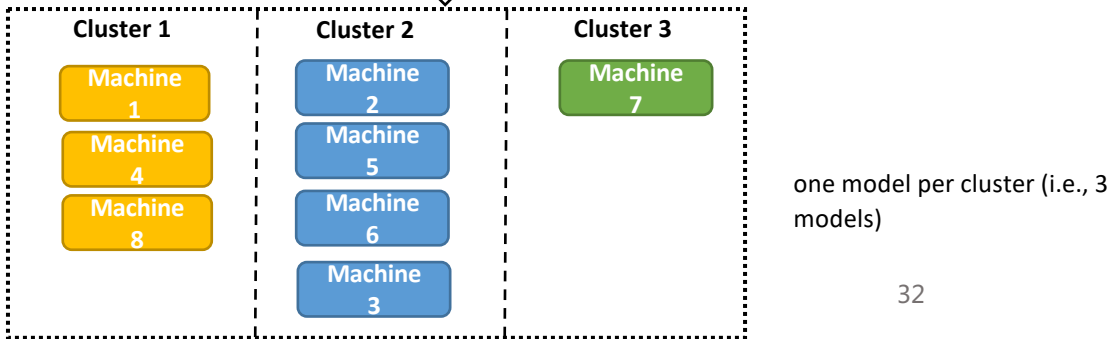 Cluster 1
Machine
1
Machine
4
Machine
8
Cluster 2
Machine
2
Machine
5
Machine
6
Machine
3
Cluster 3
Machine
7
one model per cluster (i.e., 3
models)
32